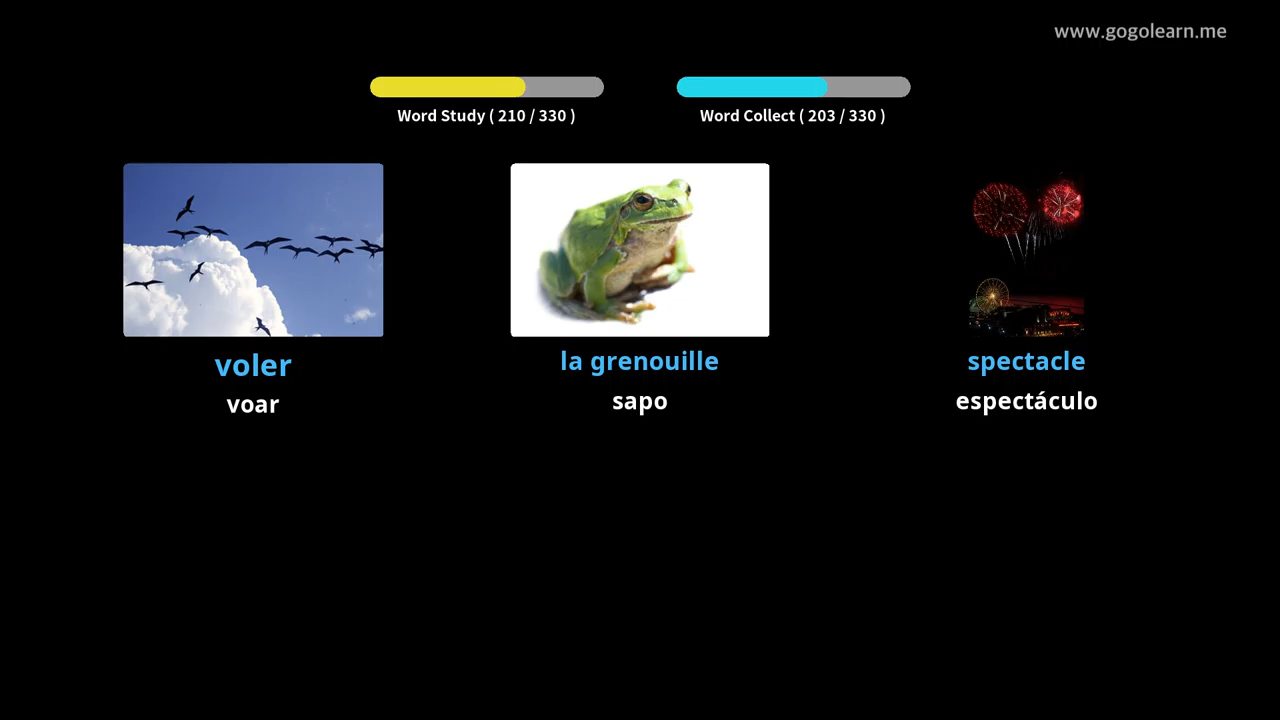 www.gogolearn.me
Word Study ( 210 / 330 )
Word Collect ( 203 / 330 )
voler
voar
la grenouille
sapo
spectacle
espectáculo